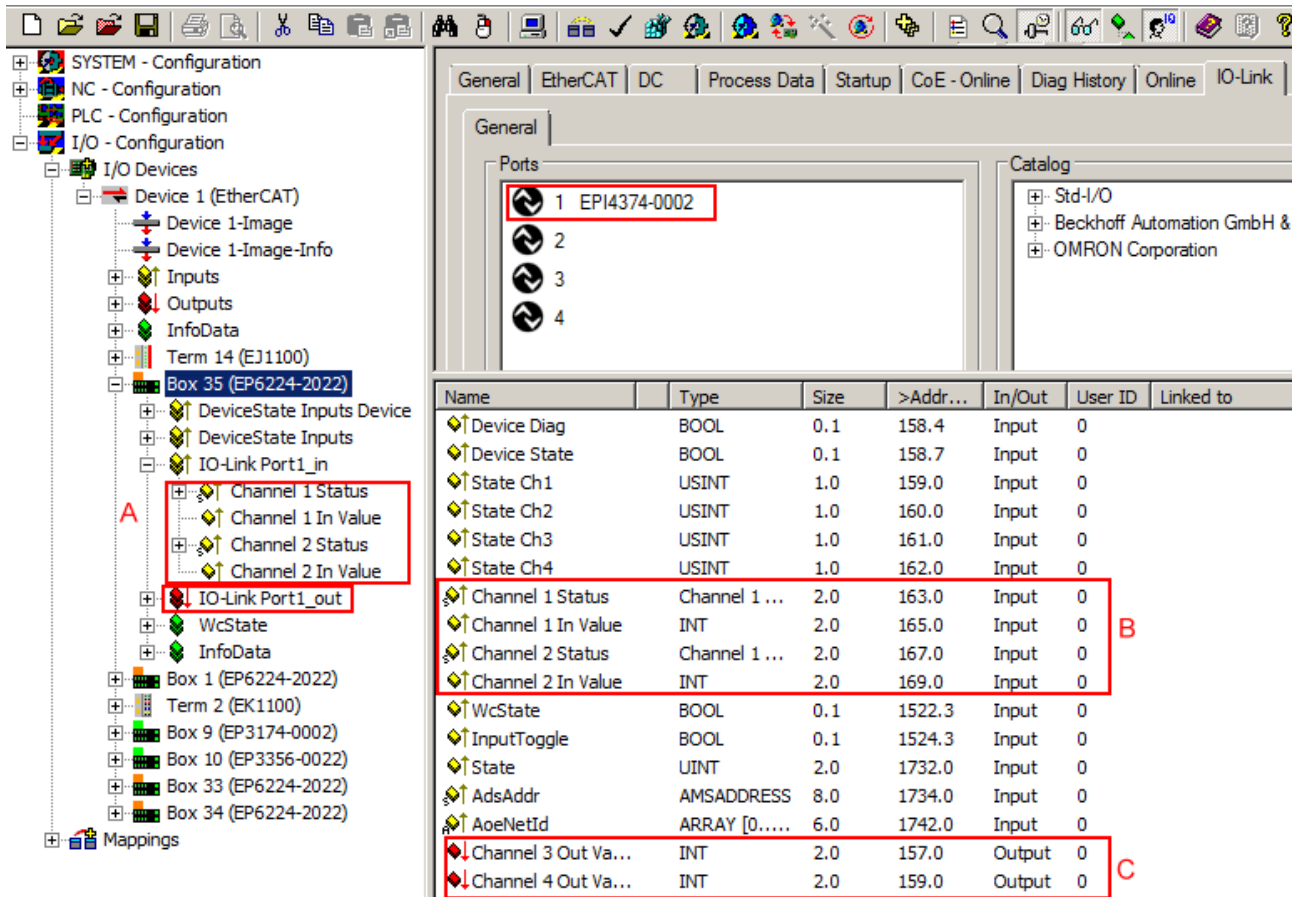 SYSTEM - Configuration
NC - Configuration
PLC - Configuration
I/O - Configuration
I/O Devices
Device 1 (EtherCAT)
Device 1-Image
Device 1-Image-Info
Inputs
Outputs
InfoData
Term 14 (EJ1100)
Box 35 (EP6224-2022)
DeviceState Inputs Device
DeviceState Inputs
IO-Link Port1_in
Channel 1 Status
Channel 1 In Value
Channel 2 Status
Channel 2 In Value
A
IO-Link Port1_out
WcState
InfoData
Box 1 (EP6224-2022)
Term 2 (EK1100)
Box 9 (EP3174-0002)
Box 10 (EP3356-0022)
Box 33 (EP6224-2022)
Box 34 (EP6224-2022)
Mappings
General EtherCAT DC Process Data Startup CoE - Online Diag History Online IO-Link
General
Ports
1 EPI4374-0002
2
3
4
Catalog
Std-I/O
Beckhoff Automation GmbH &
OMRON Corporation
Name Type Size >Addr... In/Out User ID Linked to
Device Diag BOOL 0.1 158.4 Input 0
Device State BOOL 0.1 158.7 Input 0
State Ch1 USINT 1.0 159.0 Input 0
State Ch2 USINT 1.0 160.0 Input 0
State Ch3 USINT 1.0 161.0 Input 0
State Ch4 USINT 1.0 162.0 Input 0
Channel 1 Status Channel 1 ... 2.0 163.0 Input 0
Channel 1 In Value INT 2.0 165.0 Input 0
B
Channel 2 Status Channel 1 ... 2.0 167.0 Input 0
Channel 2 In Value INT 2.0 169.0 Input 0
WcState BOOL 0.1 1522.3 Input 0
InputToggle BOOL 0.1 1524.3 Input 0
State UINT 2.0 1732.0 Input 0
AdsAddr AMSADDRESS 8.0 1734.0 Input 0
AoeNetId ARRAY [0..... 6.0 1742.0 Input 0
Channel 3 Out Va... INT 2.0 157.0 Output 0
C
Channel 4 Out Va... INT 2.0 159.0 Output 0